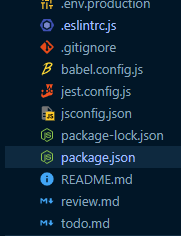 .env.production
.eslintrc.js
.gitignore
babel.config.js
jest.config.js
jsconfig.json
package-lock.json
package.json
README.md
review.md
todo.md